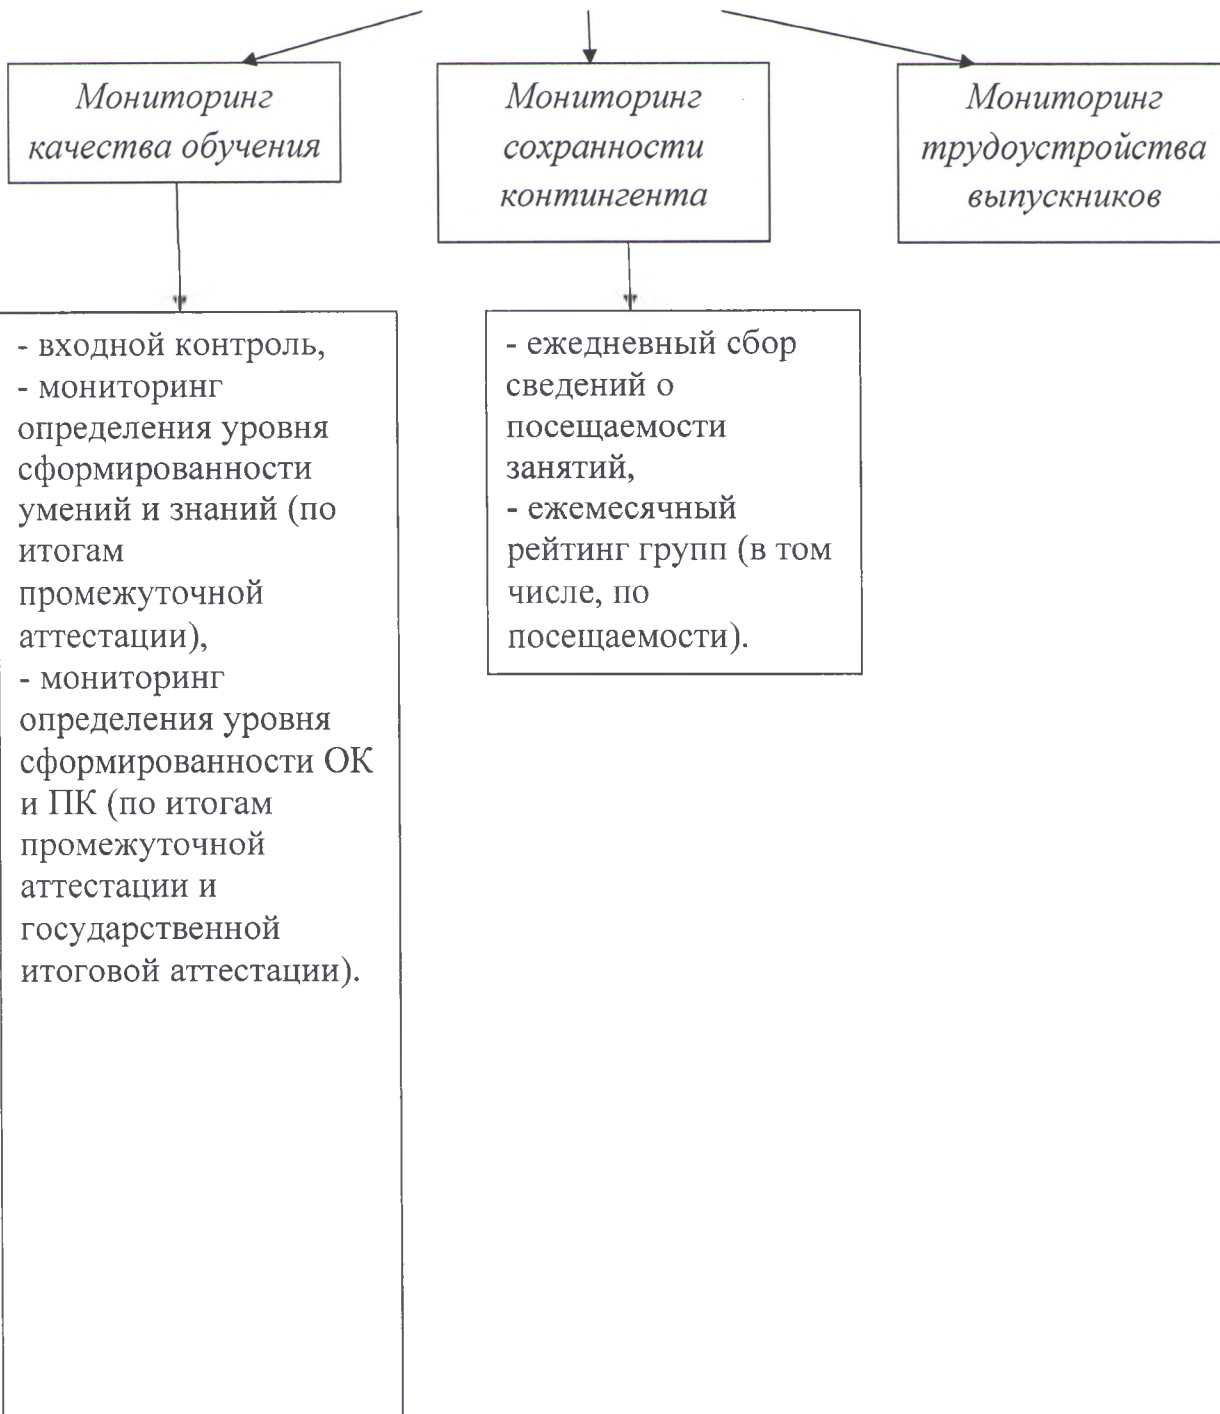 Мониторинг
качества обучения
Мониторинг
сохранности
контингента
Мониторинг
трудоустройства
выпускников
- входной контроль,
- мониторинг
определения уровня
сформированности
умений и знаний (по
итогам
промежуточной
аттестации),
- мониторинг
определения уровня
сформированности ОК
и ПК (по итогам
промежуточной
аттестации и
государственной
итоговой аттестации).
- ежедневный сбор
сведений о
посещаемости
занятий,
- ежемесячный
рейтинг групп (в том
числе, по
посещаемости).